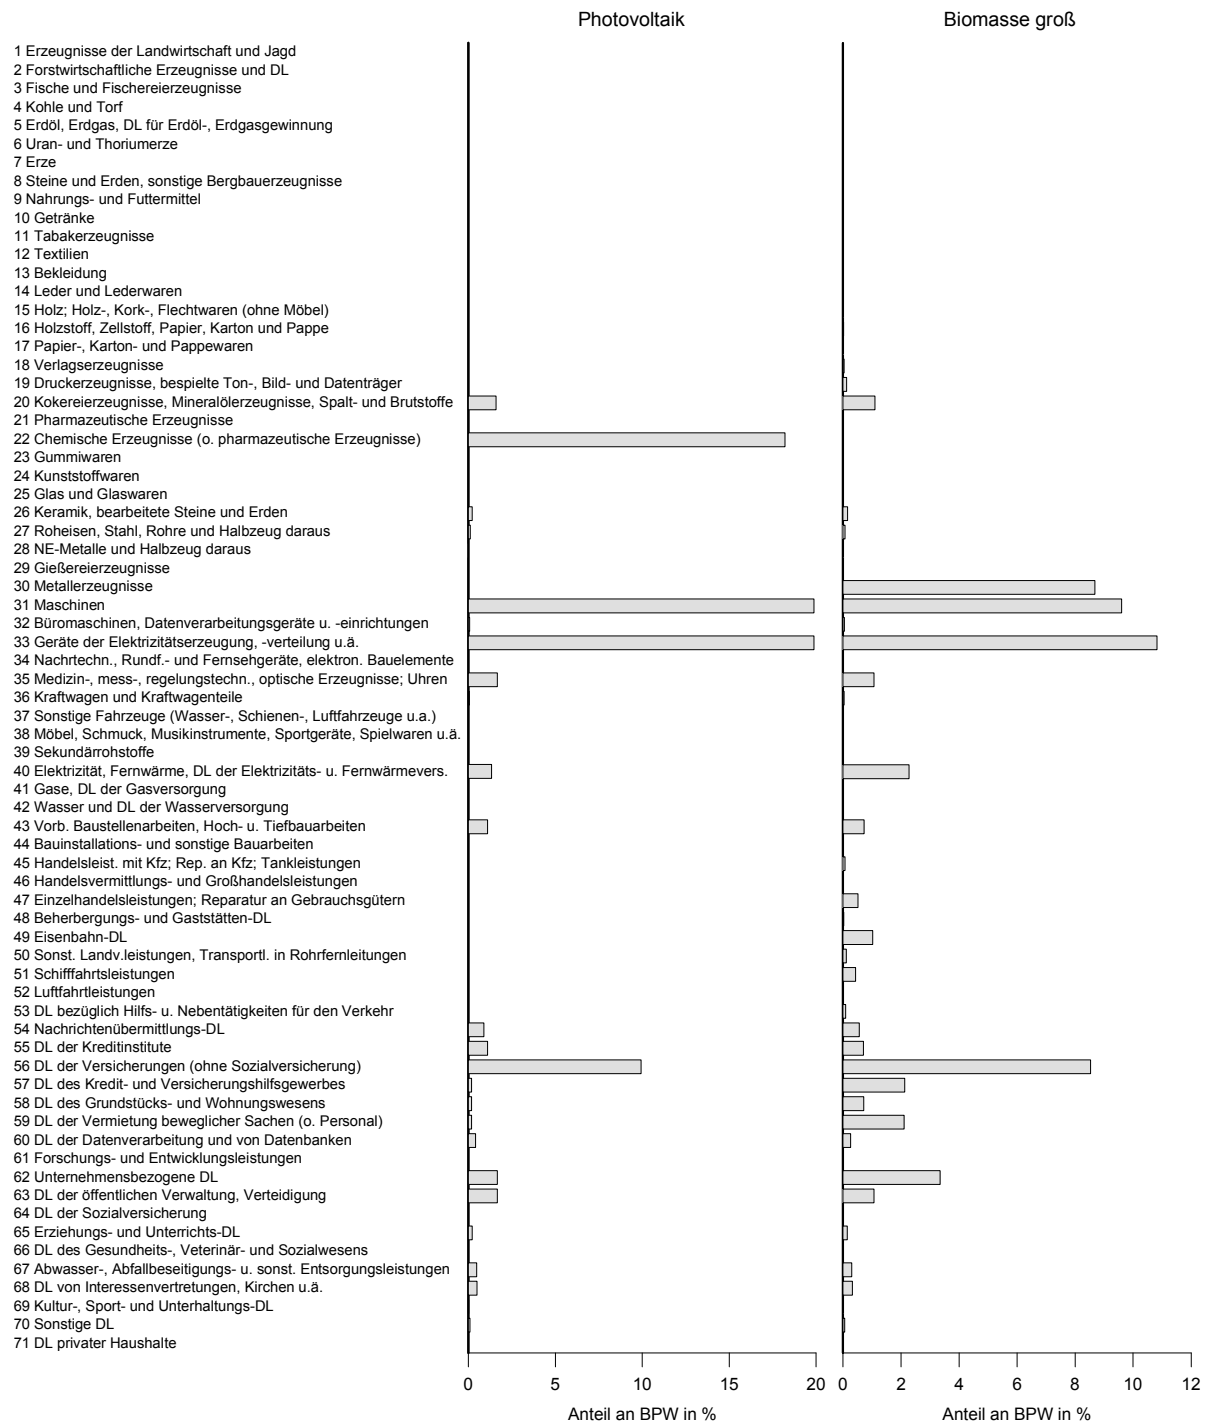 Photovoltaik Biomasse groß
1 Erzeugnisse der Landwirtschaft und Jagd
2 Forstwirtschaftliche Erzeugnisse und DL
3 Fische und Fischereierzeugnisse
4 Kohle und Torf
5 Erdöl, Erdgas, DL für Erdöl-, Erdgasgewinnung
6 Uran- und Thoriumerze
7 Erze
8 Steine und Erden, sonstige Bergbauerzeugnisse
9 Nahrungs- und Futtermittel
10 Getränke
11 Tabakerzeugnisse
12 Textilien
13 Bekleidung
14 Leder und Lederwaren
15 Holz; Holz-, Kork-, Flechtwaren (ohne Möbel)
16 Holzstoff, Zellstoff, Papier, Karton und Pappe
17 Papier-, Karton- und Pappewaren
18 Verlagserzeugnisse
19 Druckerzeugnisse, bespielte Ton-, Bild- und Datenträger
20 Kokereierzeugnisse, Mineralölerzeugnisse, Spalt- und Brutstoffe
21 Pharmazeutische Erzeugnisse
22 Chemische Erzeugnisse (o. pharmazeutische Erzeugnisse)
23 Gummiwaren
24 Kunststoffwaren
25 Glas und Glaswaren
26 Keramik, bearbeitete Steine und Erden
27 Roheisen, Stahl, Rohre und Halbzeug daraus
28 NE-Metalle und Halbzeug daraus
29 Gießereierzeugnisse
30 Metallerzeugnisse
31 Maschinen
32 Büromaschinen, Datenverarbeitungsgeräte u. -einrichtungen
33 Geräte der Elektrizitätserzeugung, -verteilung u.ä.
34 Nachrtechn., Rundf.- und Fernsehgeräte, elektron. Bauelemente
35 Medizin-, mess-, regelungstechn., optische Erzeugnisse; Uhren
36 Kraftwagen und Kraftwagenteile
37 Sonstige Fahrzeuge (Wasser-, Schienen-, Luftfahrzeuge u.a.)
38 Möbel, Schmuck, Musikinstrumente, Sportgeräte, Spielwaren u.ä.
39 Sekundärrohstoffe
40 Elektrizität, Fernwärme, DL der Elektrizitäts- u. Fernwärmevers.
41 Gase, DL der Gasversorgung
42 Wasser und DL der Wasserversorgung
43 Vorb. Baustellenarbeiten, Hoch- u. Tiefbauarbeiten
44 Bauinstallations- und sonstige Bauarbeiten
45 Handelsleist. mit Kfz; Rep. an Kfz; Tankleistungen
46 Handelsvermittlungs- und Großhandelsleistungen
47 Einzelhandelsleistungen; Reparatur an Gebrauchsgütern
48 Beherbergungs- und Gaststätten-DL
49 Eisenbahn-DL
50 Sonst. Landv.leistungen, Transportl. in Rohrfernleitungen
51 Schifffahrtsleistungen
52 Luftfahrtleistungen
53 DL bezüglich Hilfs- u. Nebentätigkeiten für den Verkehr
54 Nachrichtenübermittlungs-DL
55 DL der Kreditinstitute
56 DL der Versicherungen (ohne Sozialversicherung)
57 DL des Kredit- und Versicherungshilfsgewerbes
58 DL des Grundstücks- und Wohnungswesens
59 DL der Vermietung beweglicher Sachen (o. Personal)
60 DL der Datenverarbeitung und von Datenbanken
61 Forschungs- und Entwicklungsleistungen
62 Unternehmensbezogene DL
63 DL der öffentlichen Verwaltung, Verteidigung
64 DL der Sozialversicherung
65 Erziehungs- und Unterrichts-DL
66 DL des Gesundheits-, Veterinär- und Sozialwesens
67 Abwasser-, Abfallbeseitigungs- u. sonst. Entsorgungsleistungen
68 DL von Interessenvertretungen, Kirchen u.ä.
69 Kultur-, Sport- und Unterhaltungs-DL
70 Sonstige DL
71 DL privater Haushalte
0 5 10 15 20 0 2 4 6 8 10 12
Anteil an BPW in % Anteil an BPW in %